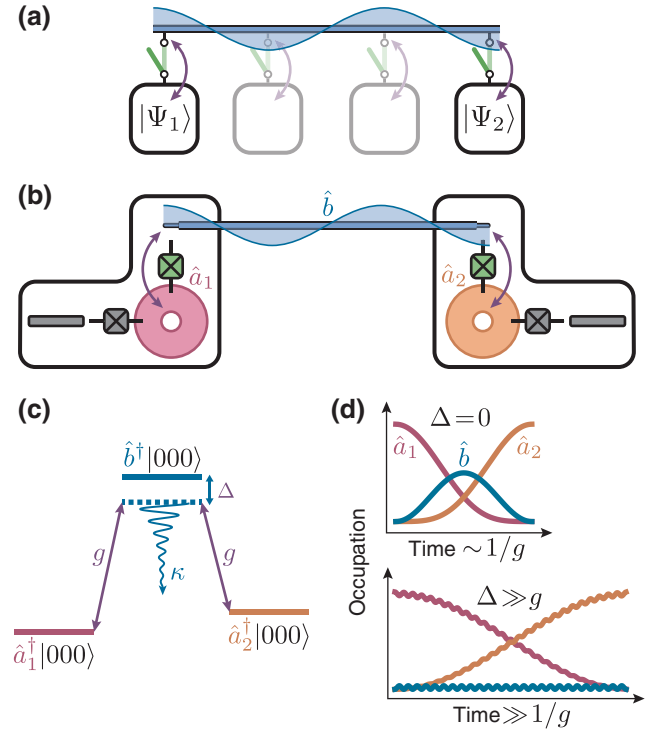 (a)
|Ψ₁⟩
|Ψ₂⟩
(b)
b̂
â₁
â₂
(c)
b̂†|000⟩
Δ
g
g
κ
â₁†|000⟩
â₂†|000⟩
(d)
Δ=0
â₁
b̂
â₂
Time ~ 1/g
Occupation
Δ≫g
Time≫1/g